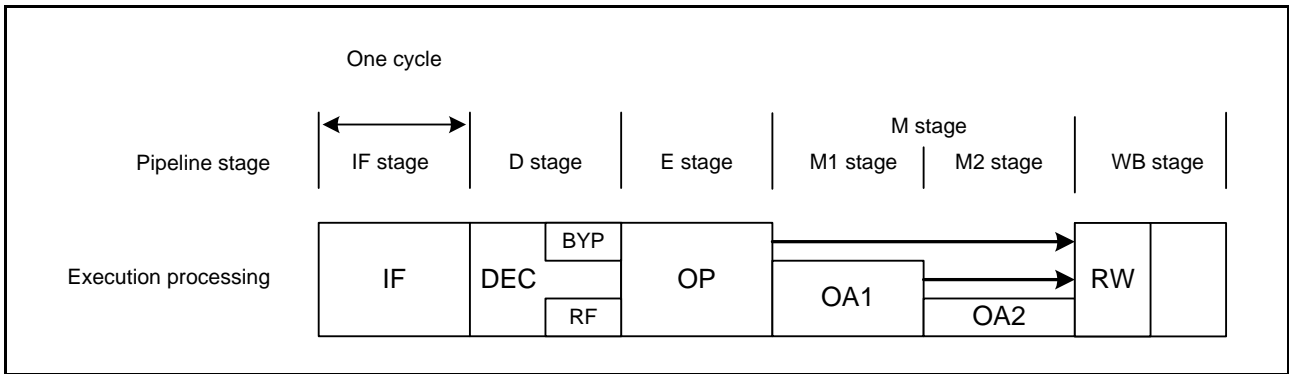 One cycle
M stage
Pipeline stage IF stage D stage E stage M1 stage M2 stage WB stage
BYP
Execution processing IF DEC OP OA1 RW
RF OA2